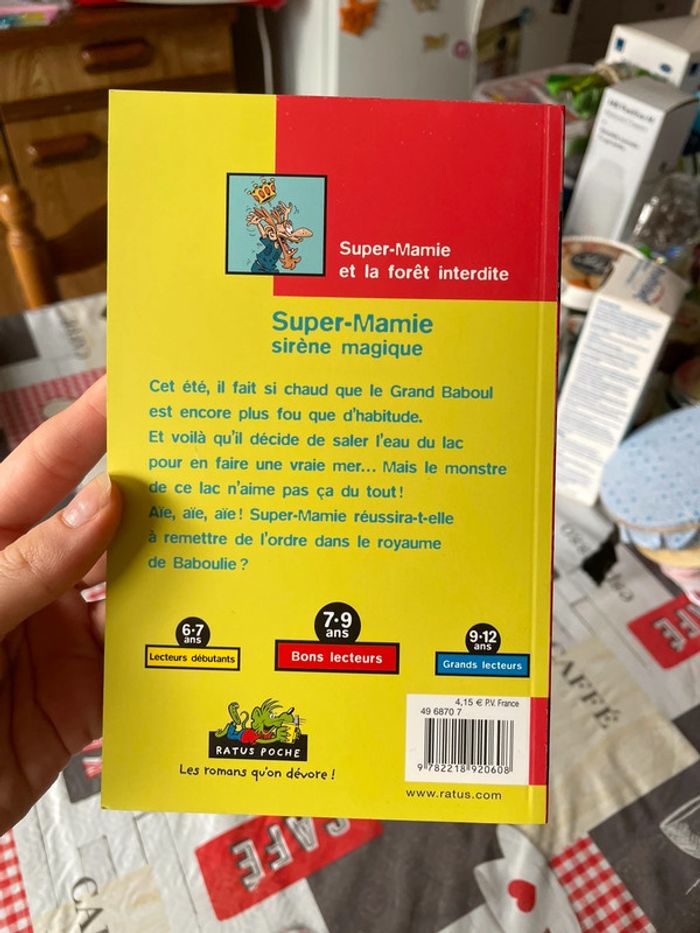 Super-Mamie
et la forêt interdite
Super-Mamie
sirène magique
Cet été, il fait si chaud que le Grand Baboul
est encore plus fou que d'habitude.
Et voilà qu'il décide de saler l'eau du lac
pour en faire une vraie mer... Mais le monstre
de ce lac n'aime pas ça du tout !
Aïe, aïe, aïe ! Super-Mamie réussira-t-elle
à remettre de l'ordre dans le royaume
de Baboulie ?
6-7
ans
Lecteurs débutants
7-9
ans
Bons lecteurs
9-12
ans
Grands lecteurs
RATUS POCHE
Les romans qu'on dévore !
4,15 € P.V. France
49 6870 7
9 782218 920608
www.ratus.com
CAFÉ
CAFFÉ